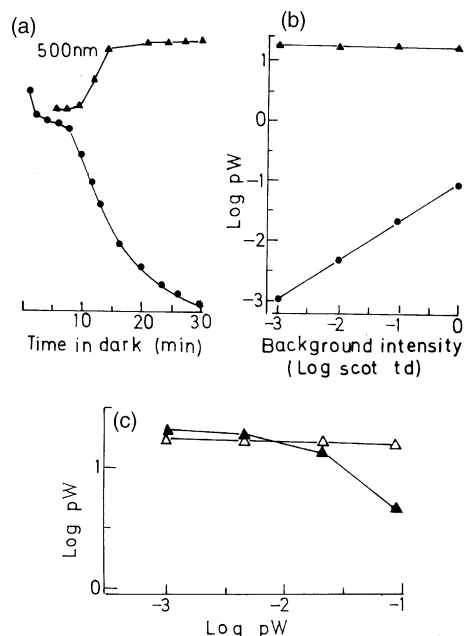 (a)
500nm
10
20
30
Time in dark (min)
(b)
Log pW
1
0
-1
-2
-3
-3
-2
-1
0
Background intensity
(Log scot td)
(c)
Log pW
1
0
-3
-2
-1
Log pW